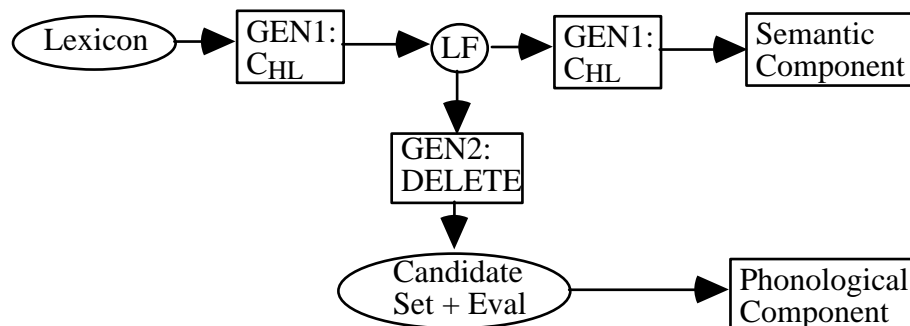 Lexicon
GEN1:
CHL
LF
GEN1:
CHL
Semantic
Component
GEN2:
DELETE
Candidate
Set + Eval
Phonological
Component